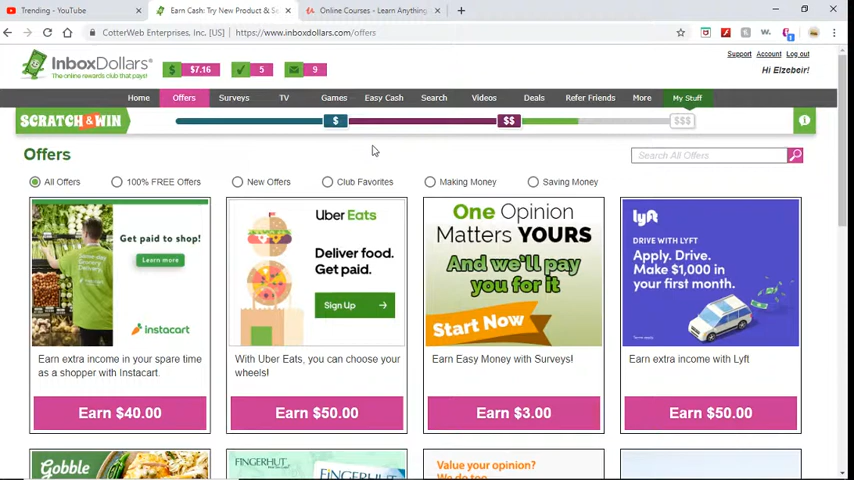 Trending - YouTube
Earn Cash: Try New Product & S
Online Courses - Learn Anything
CotterWeb Enterprises, Inc. [US]
https://www.inboxdollars.com/offers
InboxDollars
The online rewards club that pays!
$ $7.16
5
9
Support Account Log out
Hi Elzebeir!
Home Offers Surveys TV Games Easy Cash Search Videos Deals Refer Friends More My Stuff
SCRATCH & WIN
$ $$ $$$
Offers
Search All Offers
All Offers 100% FREE Offers New Offers Club Favorites Making Money Saving Money
Get paid to shop!
Learn more
instacart
Earn extra income in your spare time
as a shopper with Instacart.
Earn $40.00
Uber Eats
Deliver food.
Get paid.
Sign Up
With Uber Eats, you can choose your
wheels!
Earn $50.00
One Opinion
Matters YOURS
And we'll pay
you for it
Start Now
Earn Easy Money with Surveys!
Earn $3.00
lyft
DRIVE WITH LYFT
Apply. Drive.
Make $1,000 in
your first month.
Earn extra income with Lyft
Earn $50.00
Gobble
FINGERHUT
FINGERHUT
Value your opinion?
We do too.